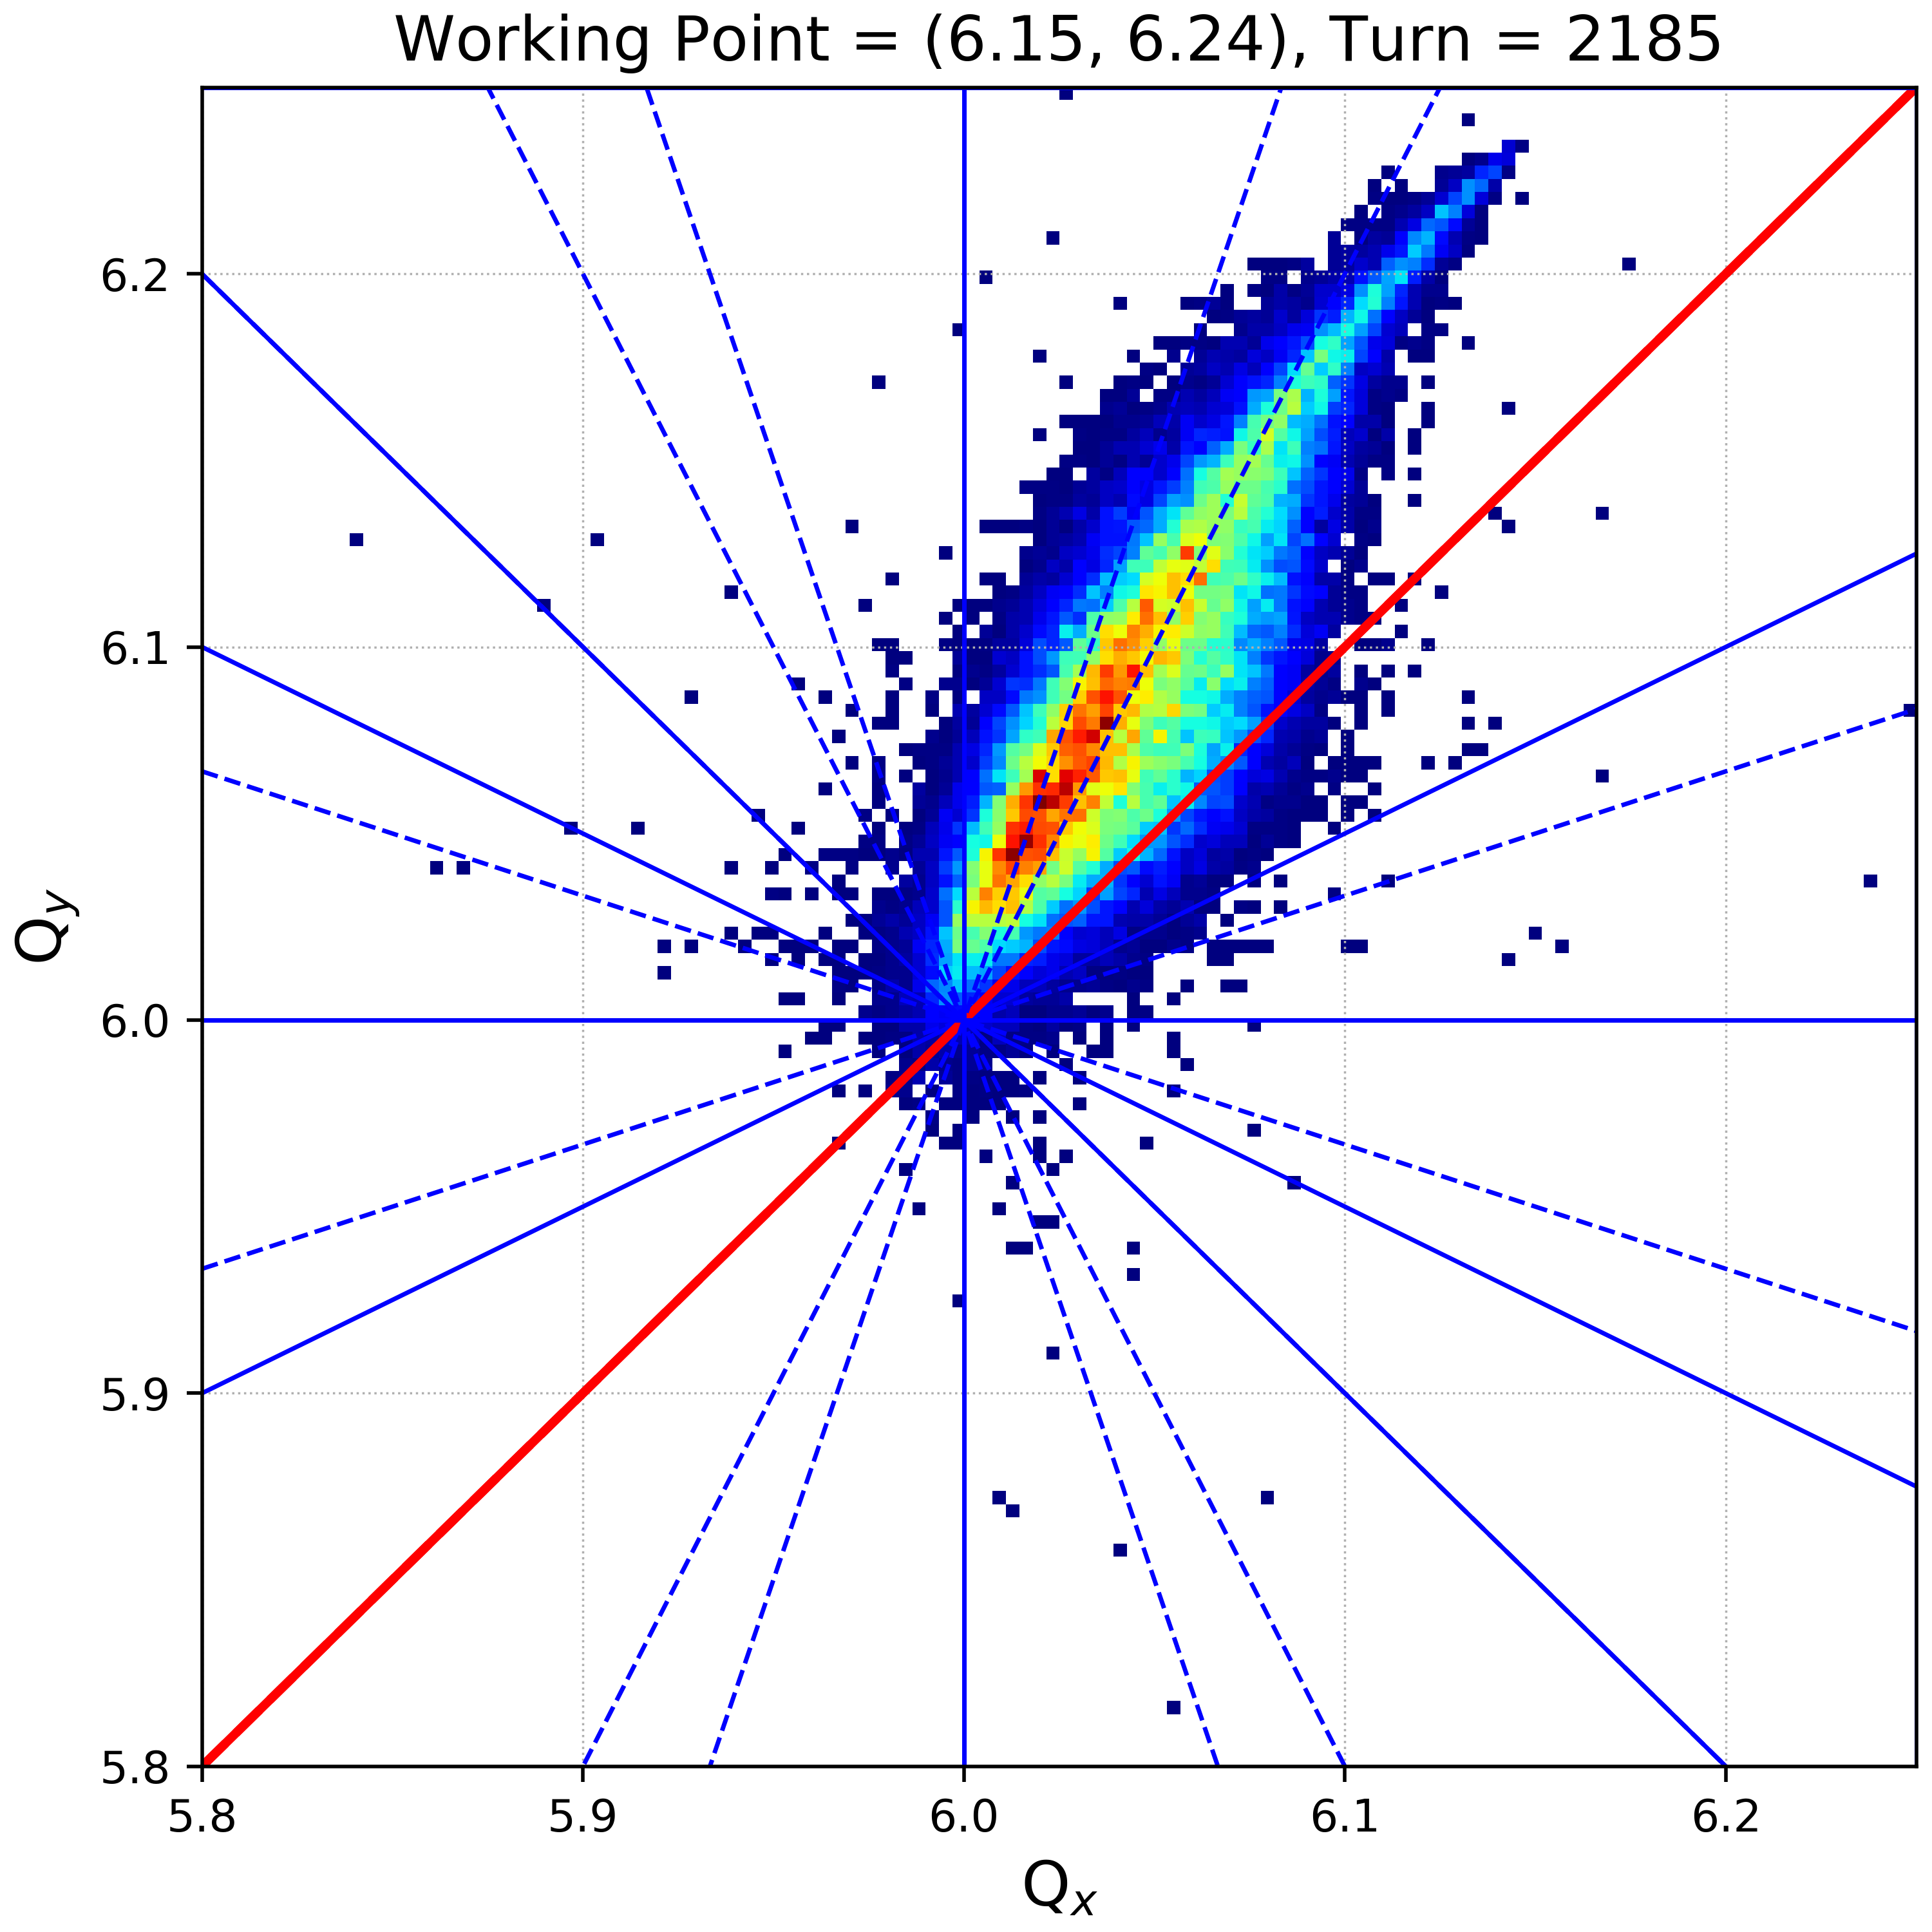 Working Point = (6.15, 6.24), Turn = 2185
6.2
6.1
6.0
5.9
5.8
Qy
5.8 5.9 6.0 6.1 6.2
Qx